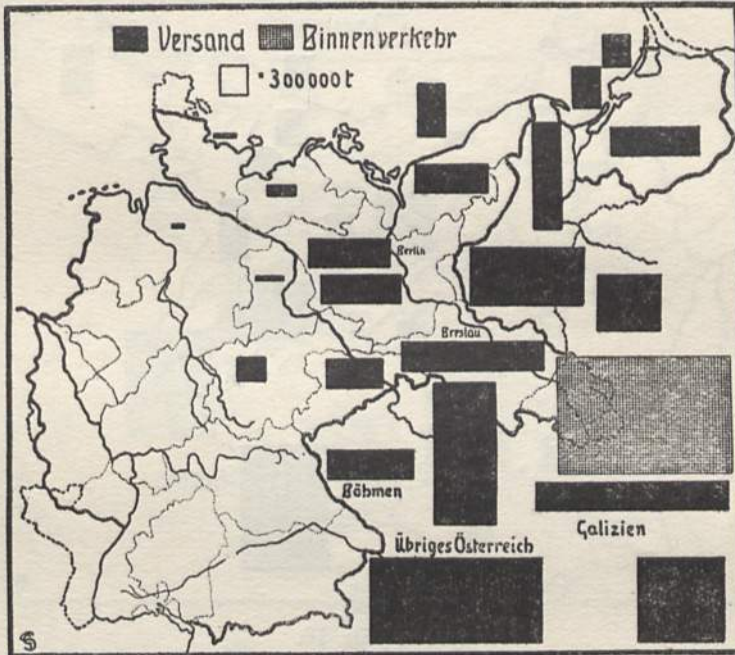 Versand Binnenverkehr
= 300000 t
Berlin
Breslau
Böhmen
Galizien
Übriges Österreich
S